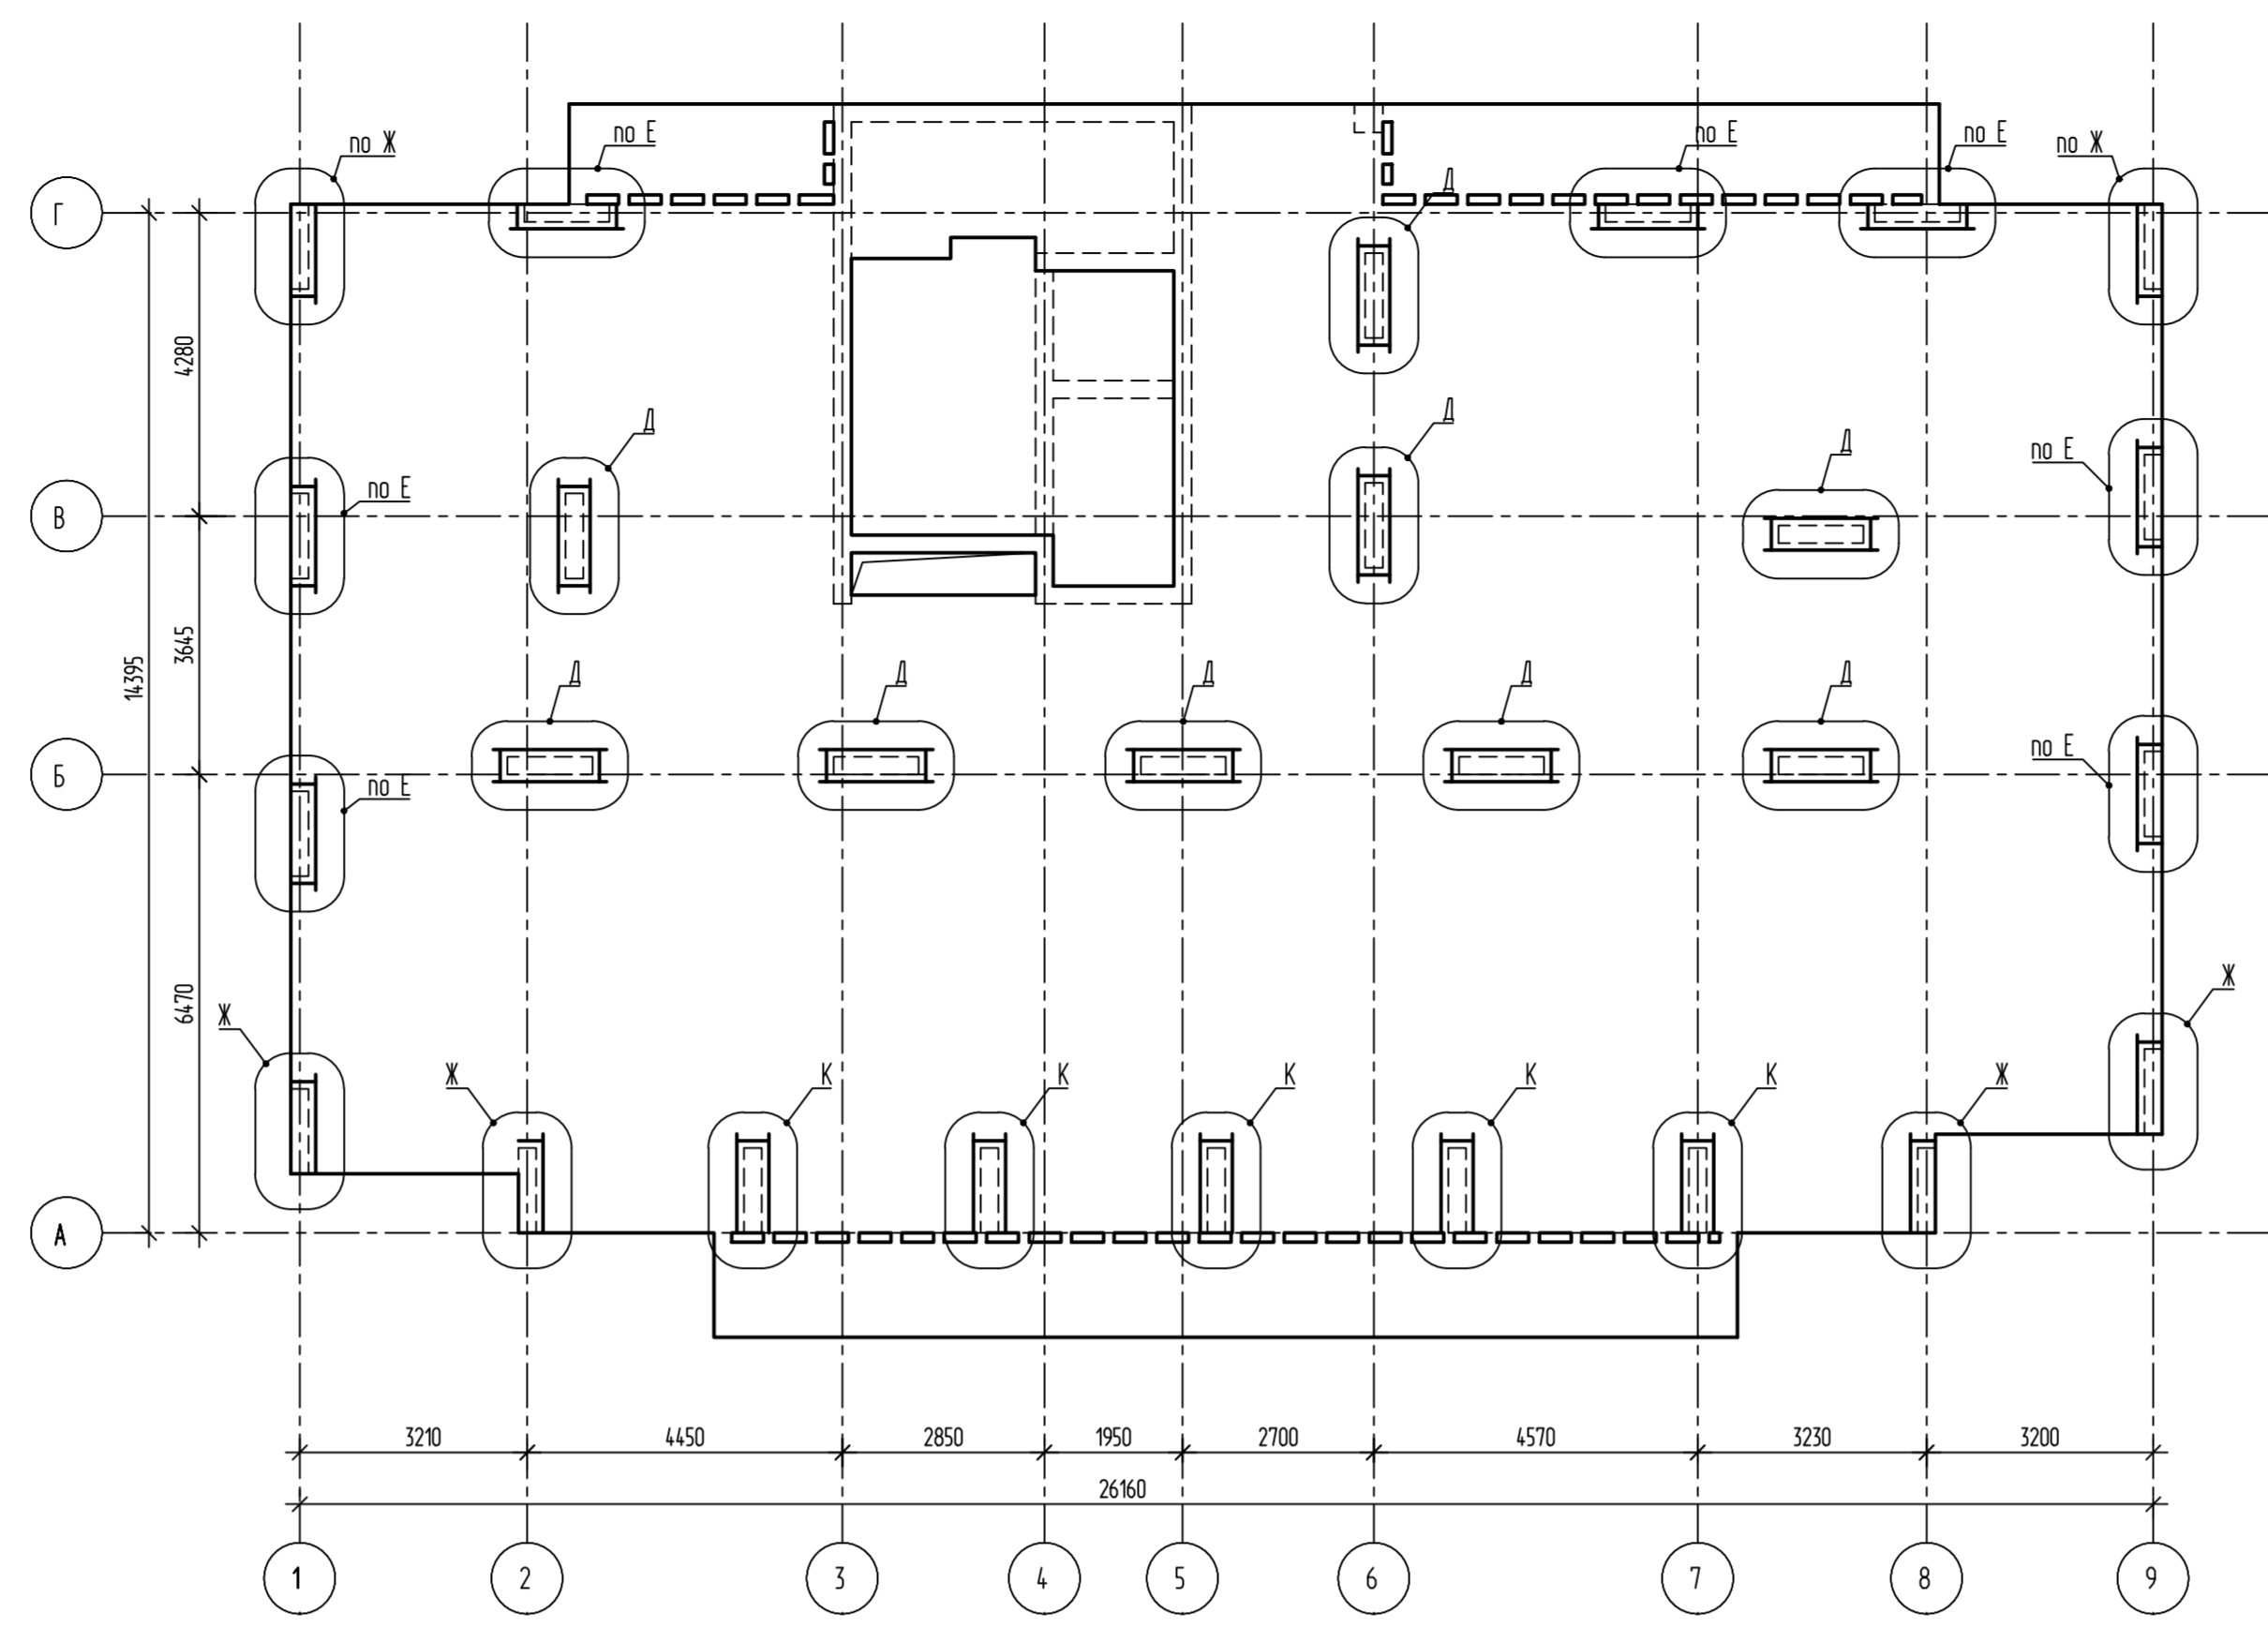 по Ж
по Е
по Е
по Е
по Ж
Д
Г
4280
Д
Д
Д
по Е
по Е
В
14395
3645
Д
Д
Д
Д
Д
по Е
Б
по Е
6470
Ж
Ж
Ж
К
К
К
К
К
Ж
А
3210
4450
2850
1950
2700
4570
3230
3200
26160
1
2
3
4
5
6
7
8
9